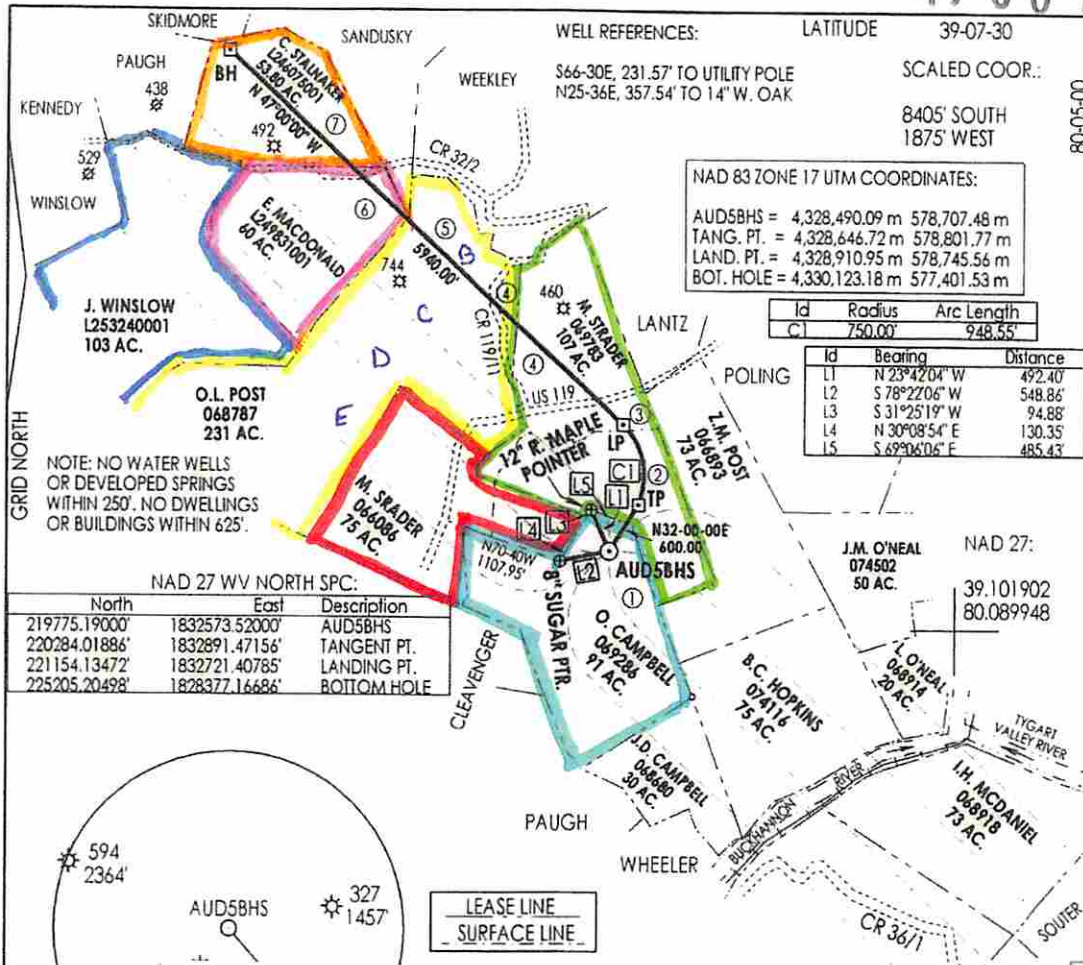 SKIDMORE
SANDUSKY
PAUGH
WEEKLEY
KENNEDY
WINSLOW
438
529
492
BH
C. STALNAKER
L246075001
53.80 AC.
N 47°00'00" W
7
CR 32/2
E. MACDONALD
L249831001
60 AC.
6
5
B
5940.00'
744
C
D
E
4
4
460
CR 119/11
M. STRADER
069783
107 AC.
LANTZ
POLING
J. WINSLOW
L253240001
103 AC.
O.L. POST
068787
231 AC.
US 119
3
LP
12" R. MAPLE
POINTER
C1
2
L5
L1
TP
L4
L3
L2
Z.M. POST
066893
73 AC.
GRID NORTH
NOTE: NO WATER WELLS
OR DEVELOPED SPRINGS
WITHIN 250'. NO DWELLINGS
OR BUILDINGS WITHIN 625'.
M. SRADER
066086
75 AC.
N70-40W
1107.95'
N32-00-00E
600.00'
AUD5BHS
8" SUGAR PTR.
1
O. CAMPBELL
069286
91 AC.
CLEAVENGER
J.M. O'NEAL
074502
50 AC.
NAD 27:
39.101902
80.089948
L. O'NEAL
068914
20 AC.
B.C. HOPKINS
074116
75 AC.
J.D. CAMPBELL
068680
30 AC.
PAUGH
WHEELER
BUCKHANNON RIVER
TYGART
VALLEY RIVER
I.H. MCDANIEL
068918
73 AC.
CR 36/1
SOUTER
WELL REFERENCES:
S66-30E, 231.57' TO UTILITY POLE
N25-36E, 357.54' TO 14" W. OAK
LATITUDE 39-07-30
SCALED COOR.:
8405' SOUTH
1875' WEST
80-05-00
NAD 83 ZONE 17 UTM COORDINATES:
AUD5BHS = 4,328,490.09 m 578,707.48 m
TANG. PT. = 4,328,646.72 m 578,801.77 m
LAND. PT. = 4,328,910.95 m 578,745.56 m
BOT. HOLE = 4,330,123.18 m 577,401.53 m
Id Radius Arc Length
C1 750.00' 948.55'
Id Bearing Distance
L1 N 23°42'04" W 492.40'
L2 S 78°22'06" W 548.86'
L3 S 31°25'19" W 94.88'
L4 N 30°08'54" E 130.35'
L5 S 69°06'06" E 485.43'
NAD 27 WV NORTH SPC:
North East Description
219775.19000' 1832573.52000' AUD5BHS
220284.01886' 1832891.47156' TANGENT PT.
221154.13472' 1832721.40785' LANDING PT.
225205.20498' 1828377.16686' BOTTOM HOLE
594
2364'
AUD5BHS
327
1457'
LEASE LINE
SURFACE LINE